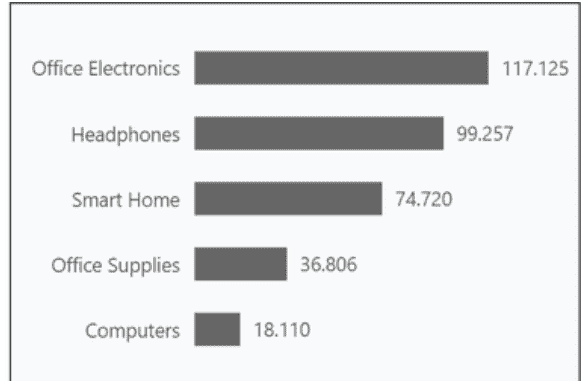 Office Electronics 117.125
Headphones 99.257
Smart Home 74.720
Office Supplies 36.806
Computers 18.110